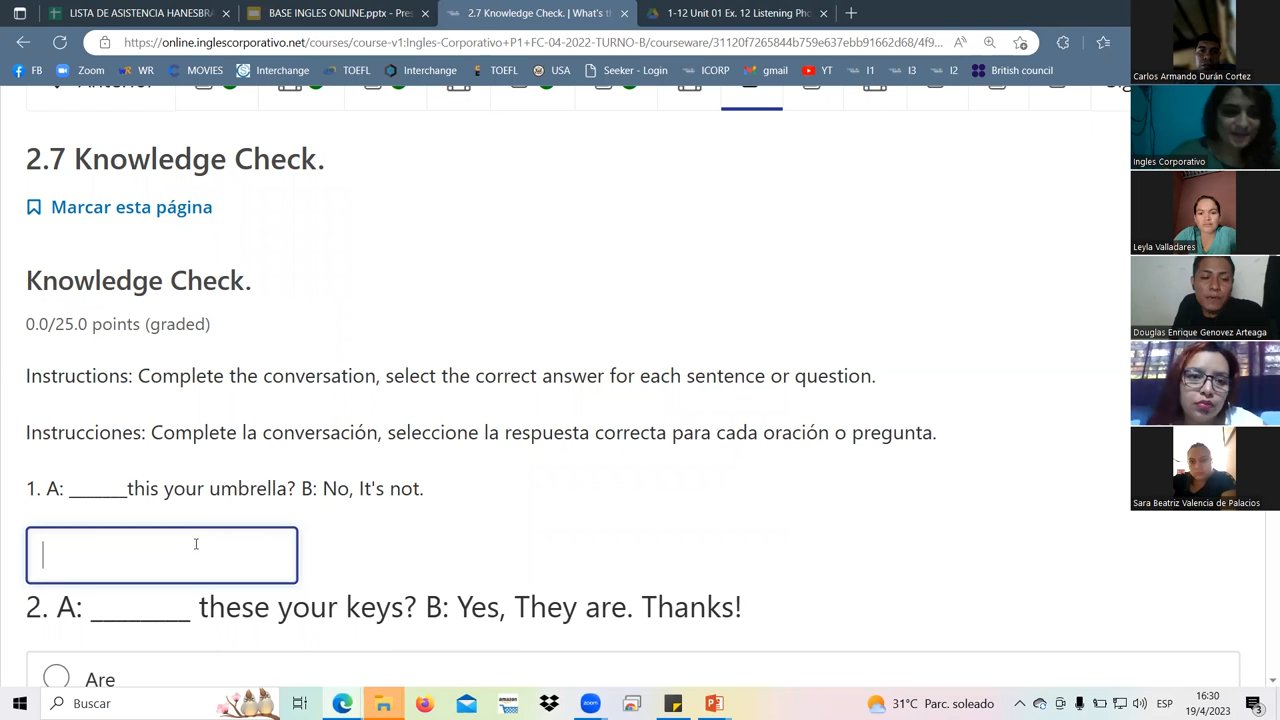 LISTA DE ASISTENCIA HANESBRA
BASE INGLES ONLINE.pptx - Pres
2.7 Knowledge Check. | What's th
1-12 Unit 01 Ex. 12 Listening Pho
https://online.inglescorporativo.net/courses/course-v1:Ingles-Corporativo+P1+FC-04-2022-TURNO-B/courseware/31120f7265844b759e637ebb91662d68/4f9...
FB Zoom WR MOVIES Interchange TOEFL Interchange TOEFL USA Seeker - Login ICORP gmail YT I1 I3 I2 British council
2.7 Knowledge Check.
Marcar esta página
Knowledge Check.
0.0/25.0 points (graded)
Instructions: Complete the conversation, select the correct answer for each sentence or question.
Instrucciones: Complete la conversación, seleccione la respuesta correcta para cada oración o pregunta.
1. A: _______this your umbrella? B: No, It's not.
2. A: ________ these your keys? B: Yes, They are. Thanks!
Are
Carlos Armando Durán Cortez
Ingles Corporativo
Leyla Valladares
Douglas Enrique Genovez Arteaga
Sara Beatriz Valencia de Palacios
Buscar
31°C Parc. soleado
ESP
16:30
19/4/2023
3